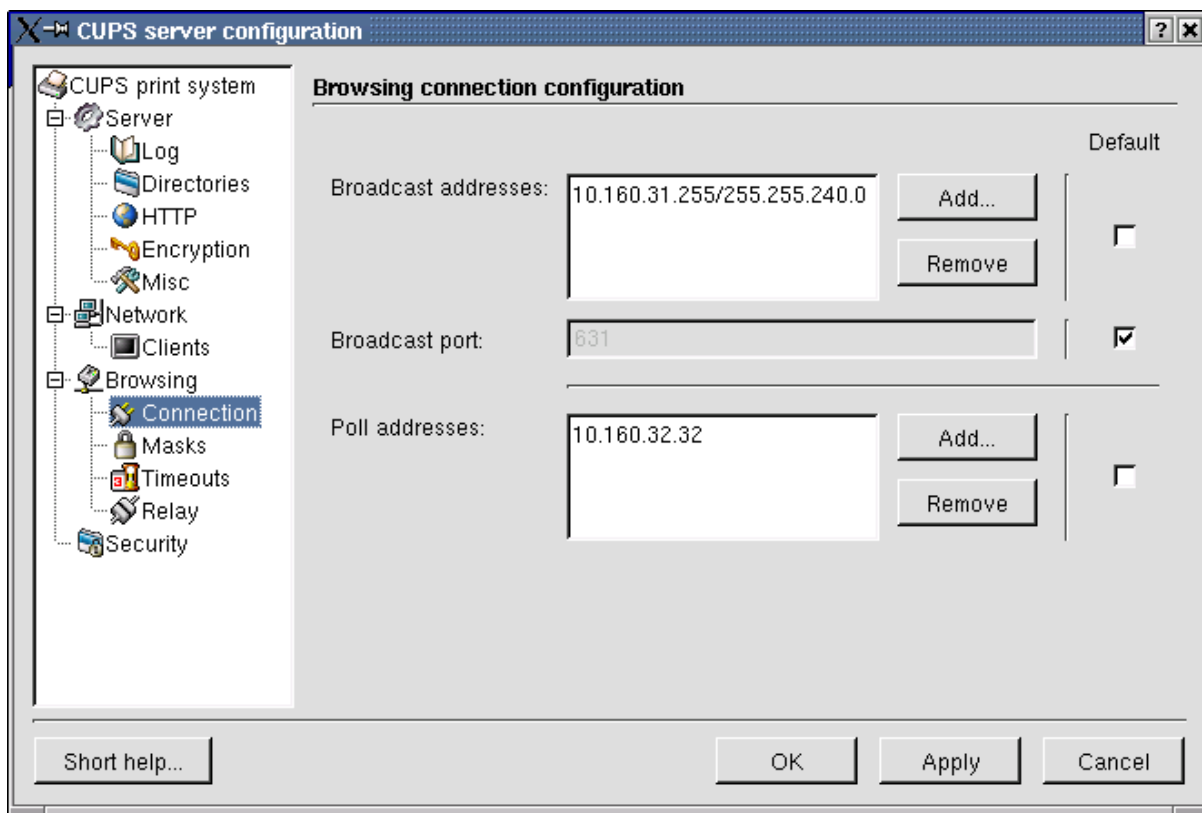 CUPS server configuration
CUPS print system
Server
Log
Directories
HTTP
Encryption
Misc
Network
Clients
Browsing
Connection
Masks
Timeouts
Relay
Security
Browsing connection configuration
Default
Broadcast addresses:
10.160.31.255/255.255.240.0
Add...
Remove
Broadcast port:
631
Poll addresses:
10.160.32.32
Add...
Remove
Short help...
OK
Apply
Cancel